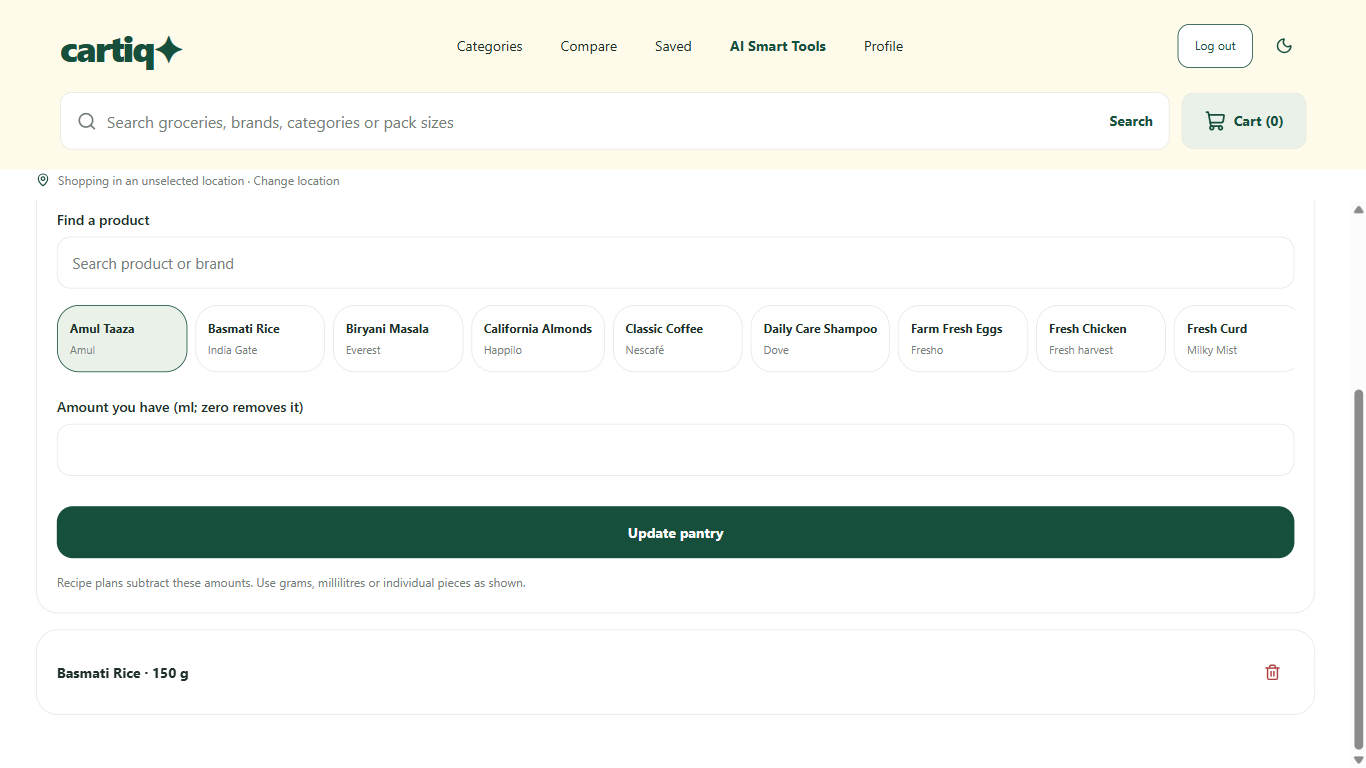 cartiq
Categories
Compare
Saved
AI Smart Tools
Profile
Log out
Search groceries, brands, categories or pack sizes
Search
Cart (0)
Shopping in an unselected location · Change location
Find a product
Search product or brand
Amul Taaza
Amul
Basmati Rice
India Gate
Biryani Masala
Everest
California Almonds
Happilo
Classic Coffee
Nescafé
Daily Care Shampoo
Dove
Farm Fresh Eggs
Fresho
Fresh Chicken
Fresh harvest
Fresh Curd
Milky Mist
Amount you have (ml; zero removes it)
Update pantry
Recipe plans subtract these amounts. Use grams, millilitres or individual pieces as shown.
Basmati Rice · 150 g